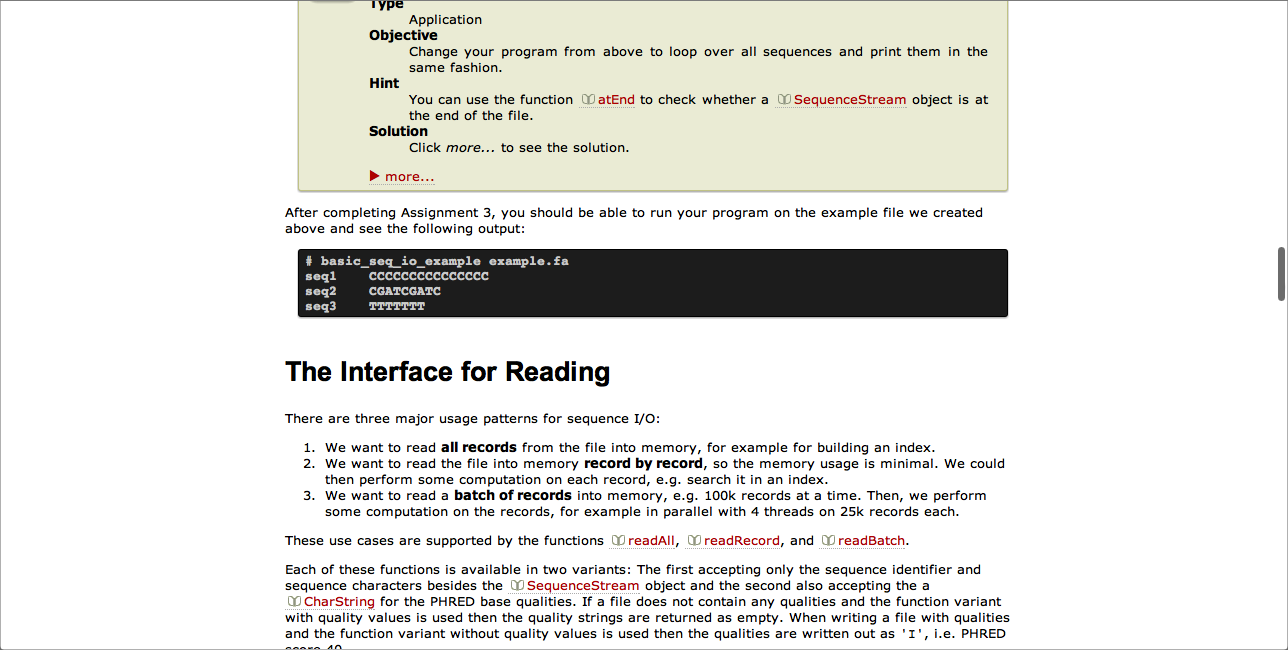 Type
Application
Objective
Change your program from above to loop over all sequences and print them in the
same fashion.
Hint
You can use the function atEnd to check whether a SequenceStream object is at
the end of the file.
Solution
Click more... to see the solution.
more...
After completing Assignment 3, you should be able to run your program on the example file we created
above and see the following output:
# basic_seq_io_example example.fa
seq1    CCCCCCCCCCCCCCC
seq2    CGATCGATC
seq3    TTTTTTT
The Interface for Reading
There are three major usage patterns for sequence I/O:
1. We want to read all records from the file into memory, for example for building an index.
2. We want to read the file into memory record by record, so the memory usage is minimal. We could
then perform some computation on each record, e.g. search it in an index.
3. We want to read a batch of records into memory, e.g. 100k records at a time. Then, we perform
some computation on the records, for example in parallel with 4 threads on 25k records each.
These use cases are supported by the functions readAll, readRecord, and readBatch.
Each of these functions is available in two variants: The first accepting only the sequence identifier and
sequence characters besides the SequenceStream object and the second also accepting the a
CharString for the PHRED base qualities. If a file does not contain any qualities and the function variant
with quality values is used then the quality strings are returned as empty. When writing a file with qualities
and the function variant without quality values is used then the qualities are written out as 'I', i.e. PHRED
score 40.